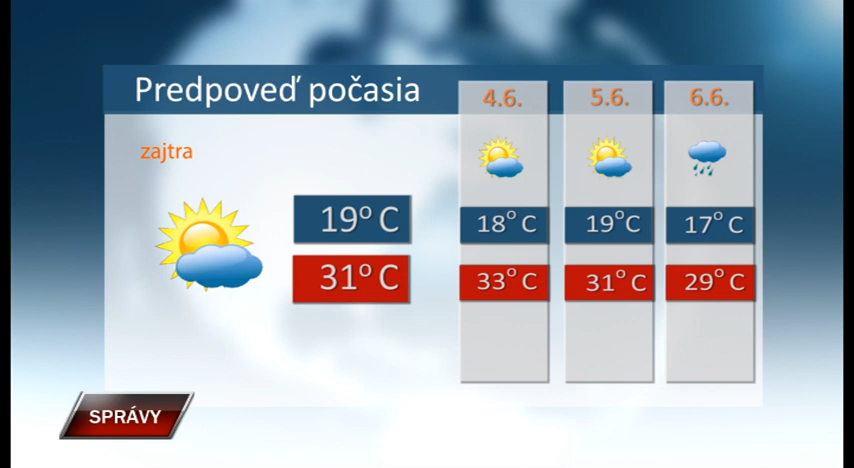 Predpoveď počasia
zajtra
19° C
31° C
4.6.
18° C
33° C
5.6.
19°C
31° C
6.6.
17° C
29° C
SPRÁVY